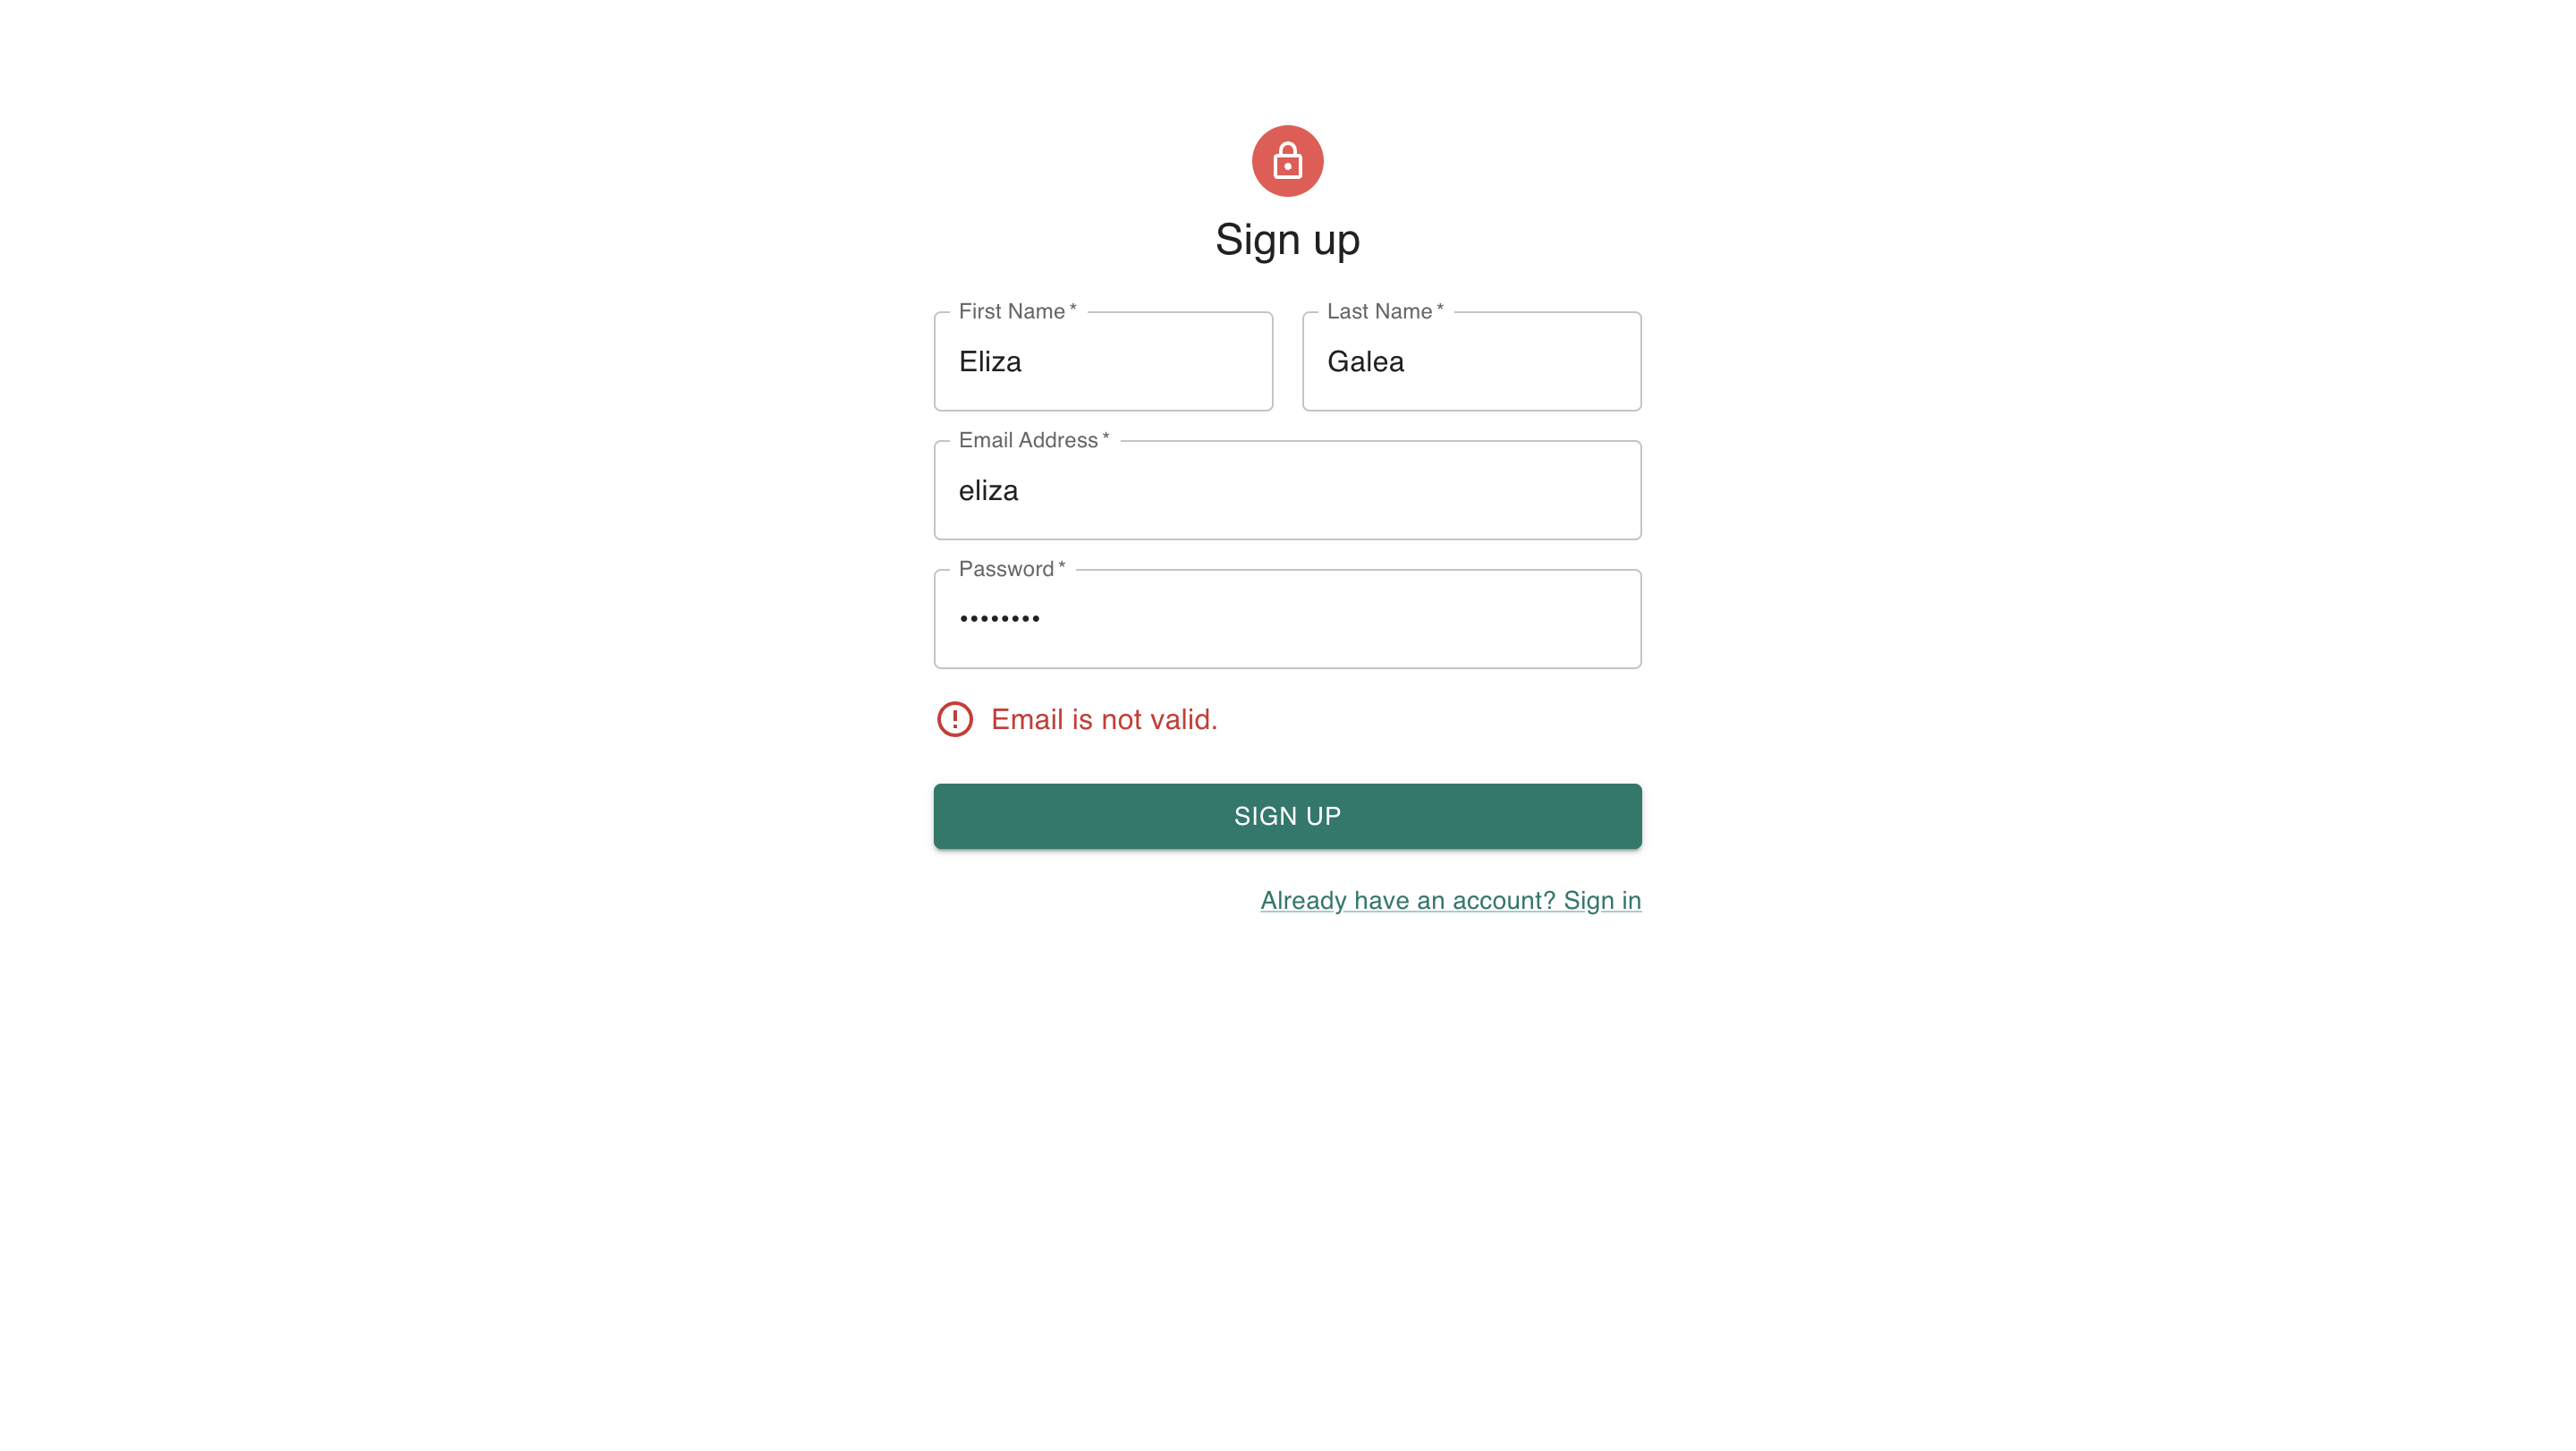 Sign up
First Name *
Last Name *
Eliza
Galea
Email Address *
eliza
Password *
••••••••
Email is not valid.
SIGN UP
Already have an account? Sign in